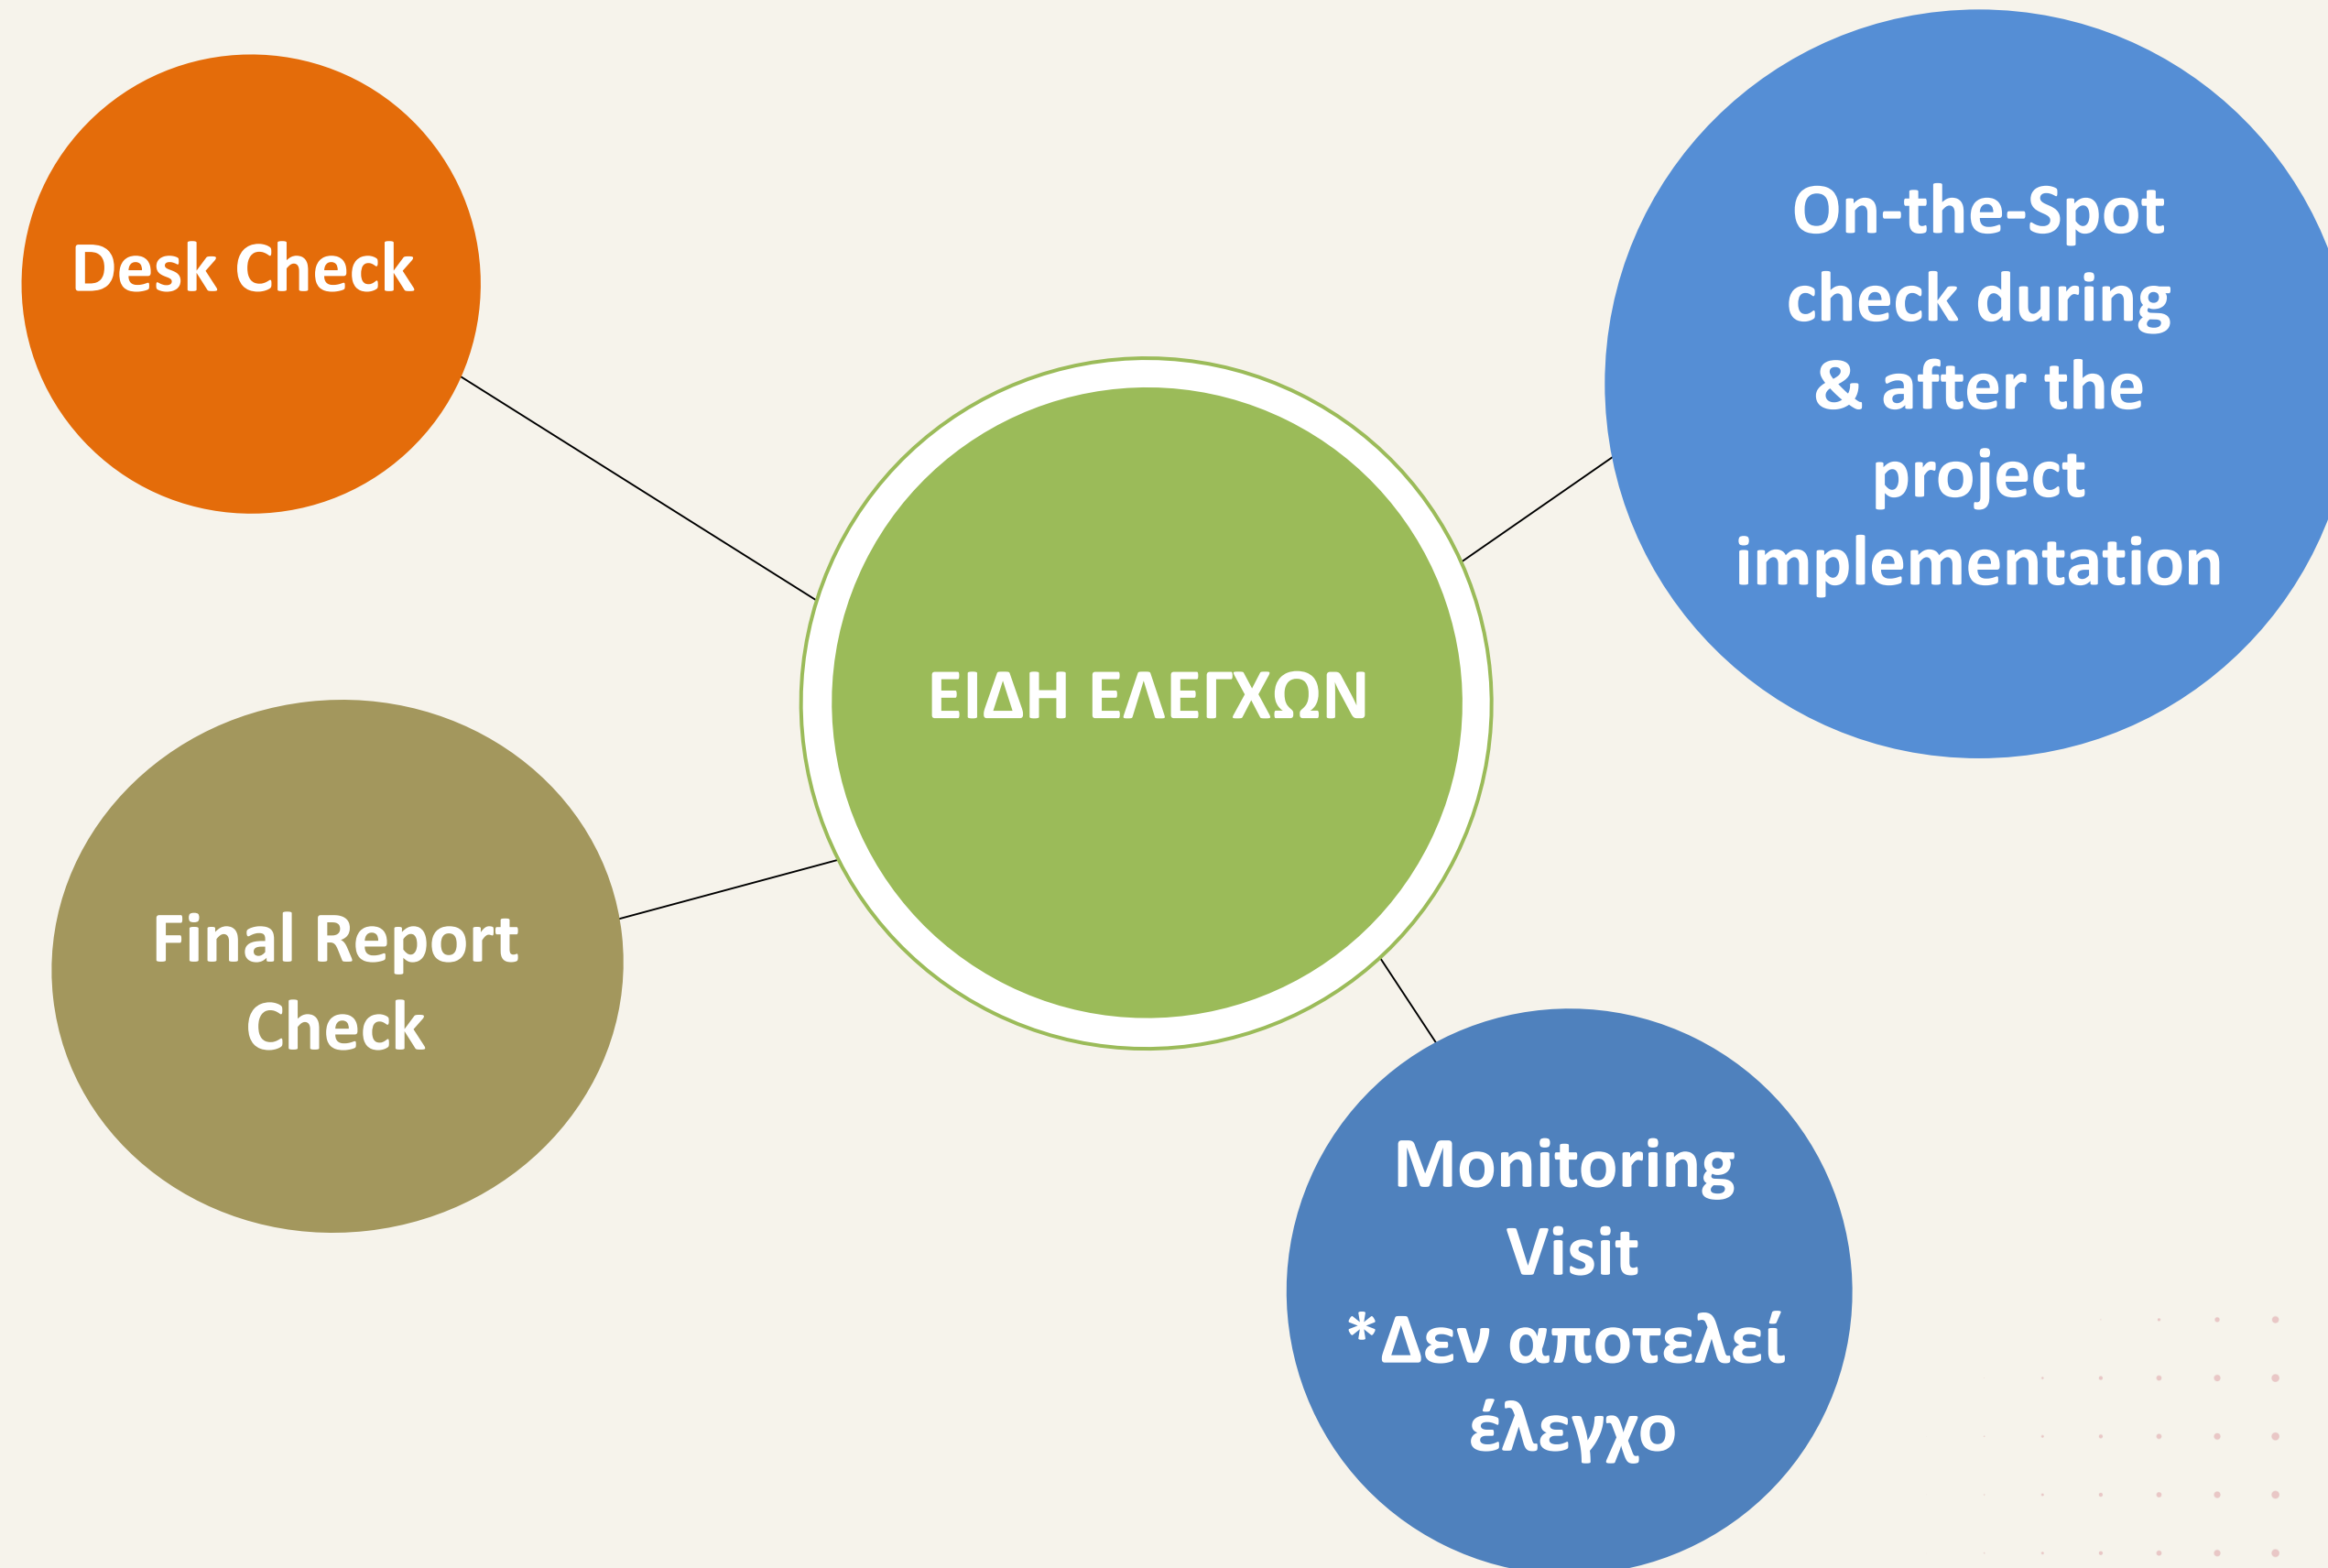 Desk Check
On-the-Spot
check during
& after the
project
implementation
ΕΙΔΗ ΕΛΕΓΧΩΝ
Final Report
Check
Monitoring
Visit
*Δεν αποτελεί
έλεγχο